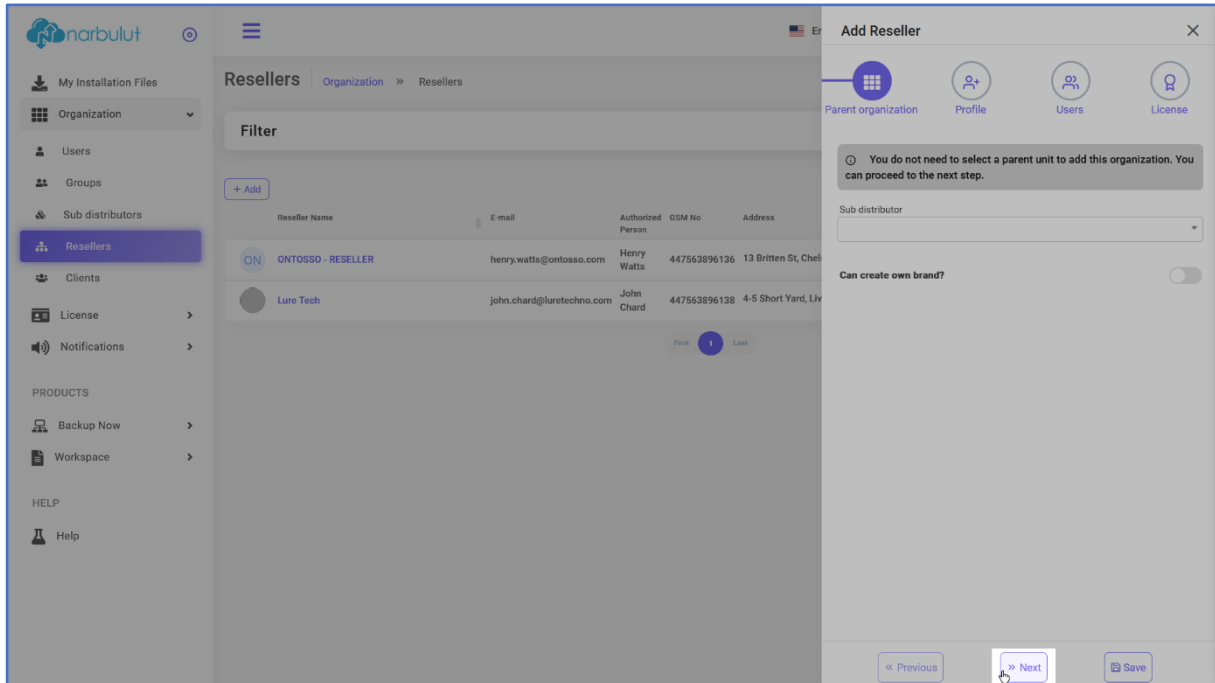 narbulut
En
Add Reseller
My Installation Files
Organization
Users
Groups
Sub distributors
Resellers
Clients
License
Notifications
PRODUCTS
Backup Now
Workspace
HELP
Help
Resellers
Organization » Resellers
Filter
+ Add
Reseller Name
E-mail
Authorized Person
GSM No
Address
ON ONTOSSO - RESELLER henry.watts@ontosso.com Henry Watts 447563896136 13 Britten St, Chel
Lure Tech john.chard@luretechno.com John Chard 447563896138 4-5 Short Yard, Liv
First 1 Last
Parent organization
Profile
Users
License
You do not need to select a parent unit to add this organization. You
can proceed to the next step.
Sub distributor
Can create own brand?
« Previous
» Next
Save